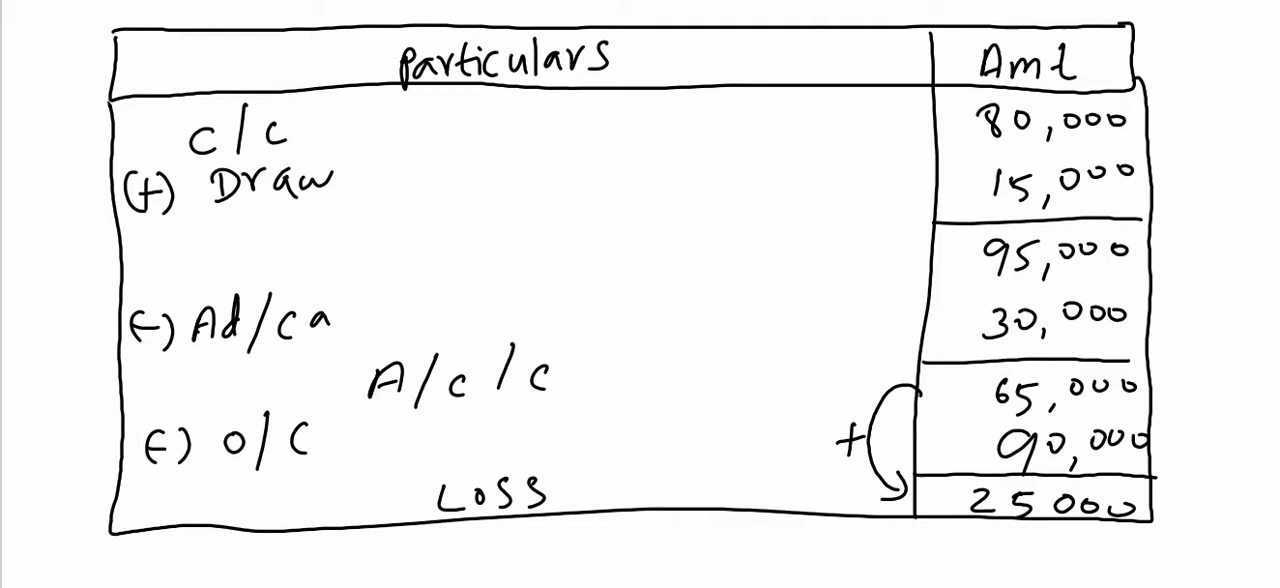 Particulars Amt
C/C 80,000
(+) Draw 15,000
95,000
(-) Ad/ca 30,000
A/c/c 65,000
(-) O/C + 90,000
Loss 25000